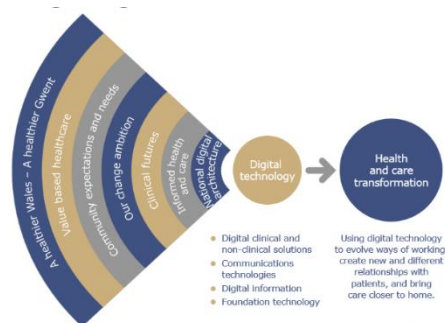 A healthier Wales – A healthier Gwent
Value based healthcare
Community expectations and needs
Our change ambition
Clinical futures
Informed health
and care
National digital
architecture
Digital
technology
Health
and care
transformation
• Digital clinical and
non-clinical solutions
• Communications
technologies
• Digital information
• Foundation technology
Using digital technology
to evolve ways of working
create new and different
relationships with
patients, and bring
care closer to home.